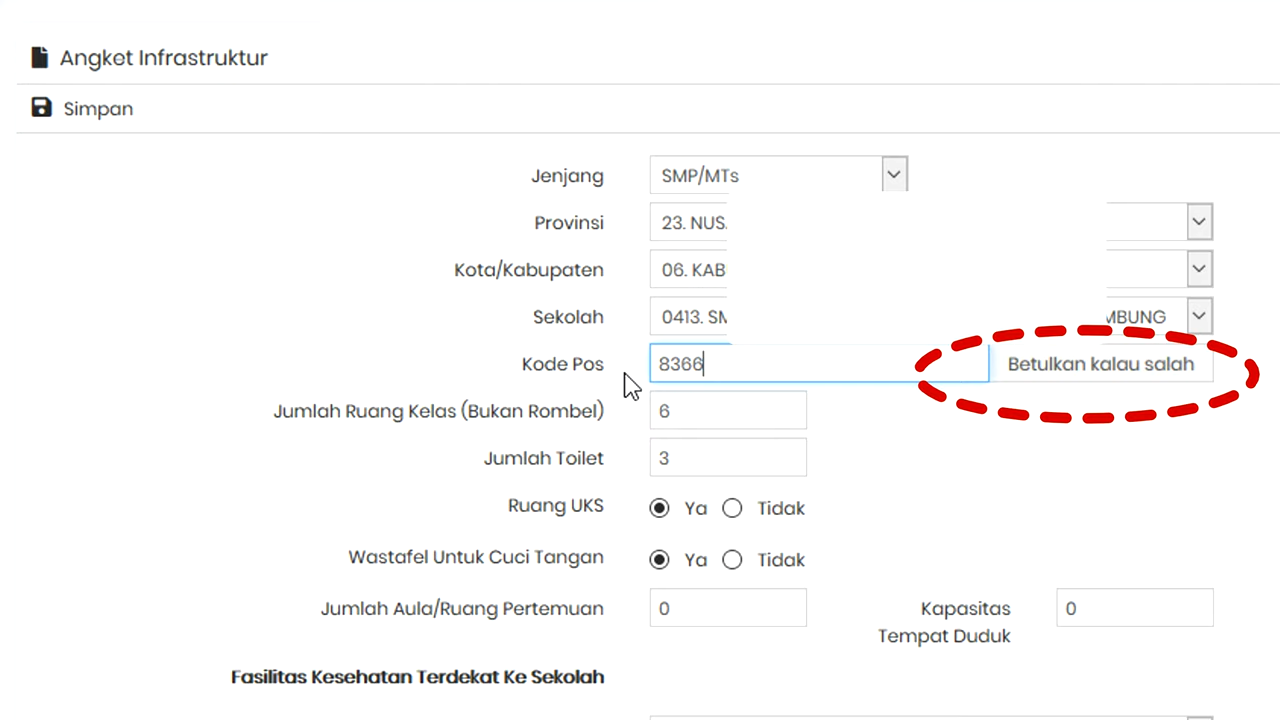 Angket Infrastruktur
Simpan
Jenjang SMP/MTs
Provinsi 23. NUS
Kota/Kabupaten 06. KAB
Sekolah 0413. SM MBUNG
Kode Pos 8366 Betulkan kalau salah
Jumlah Ruang Kelas (Bukan Rombel) 6
Jumlah Toilet 3
Ruang UKS Ya Tidak
Wastafel Untuk Cuci Tangan Ya Tidak
Jumlah Aula/Ruang Pertemuan 0 Kapasitas 0
Tempat Duduk
Fasilitas Kesehatan Terdekat Ke Sekolah